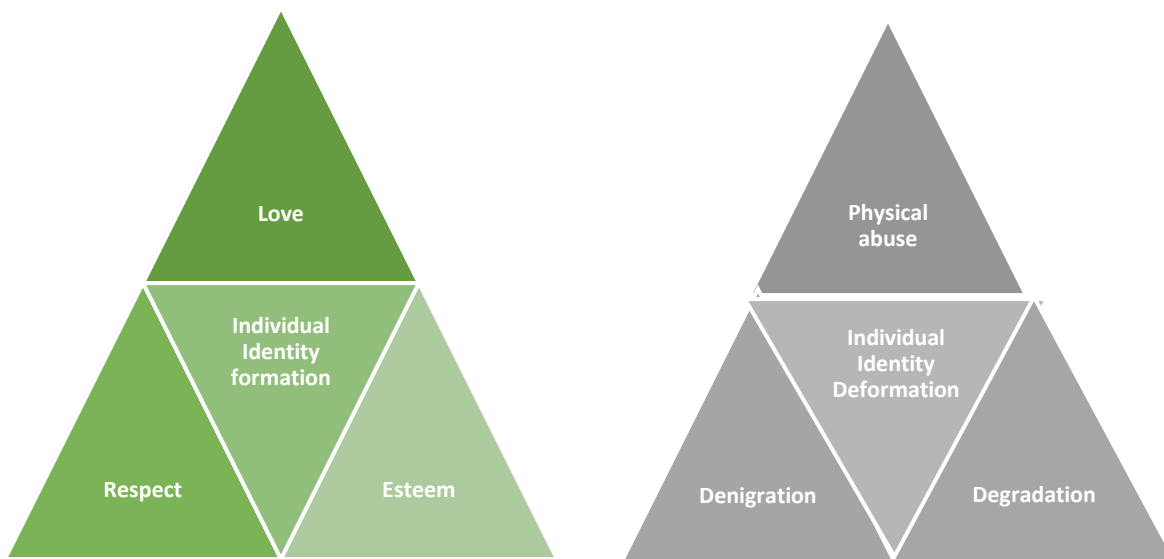 Love
Individual
Identity
formation
Respect
Esteem
Physical
abuse
Individual
Identity
Deformation
Denigration
Degradation